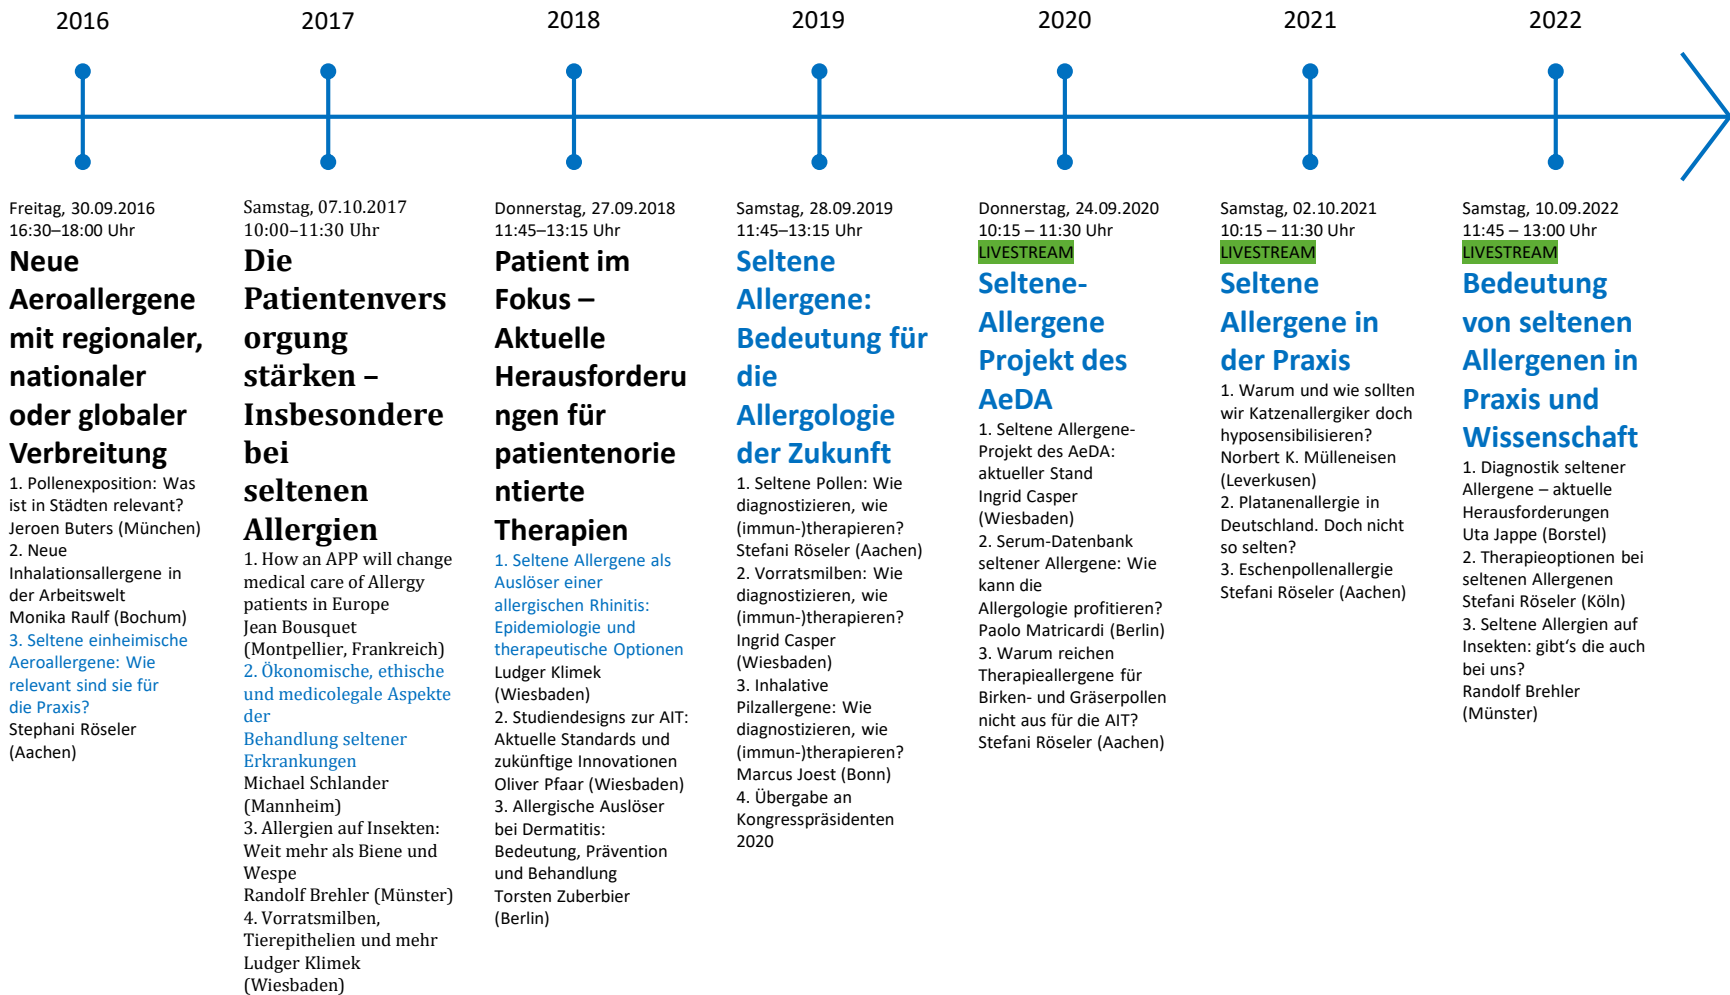 2016
2017
2018
2019
2020
2021
2022
Freitag, 30.09.2016
16:30–18:00 Uhr
Neue
Aeroallergene
mit regionaler,
nationaler
oder globaler
Verbreitung
1. Pollenexposition: Was
ist in Städten relevant?
Jeroen Buters (München)
2. Neue
Inhalationsallergene in
der Arbeitswelt
Monika Raulf (Bochum)
3. Seltene einheimische
Aeroallergene: Wie
relevant sind sie für
die Praxis?
Stephani Röseler
(Aachen)
Samstag, 07.10.2017
10:00–11:30 Uhr
Die
Patientenvers
orgung
stärken –
Insbesondere
bei
seltenen
Allergien
1. How an APP will change
medical care of Allergy
patients in Europe
Jean Bousquet
(Montpellier, Frankreich)
2. Ökonomische, ethische
und medicolegale Aspekte
der
Behandlung seltener
Erkrankungen
Michael Schlander
(Mannheim)
3. Allergien auf Insekten:
Weit mehr als Biene und
Wespe
Randolf Brehler (Münster)
4. Vorratsmilben,
Tierepithelien und mehr
Ludger Klimek
(Wiesbaden)
Donnerstag, 27.09.2018
11:45–13:15 Uhr
Patient im
Fokus –
Aktuelle
Herausforderu
ngen für
patientenorie
ntierte
Therapien
1. Seltene Allergene als
Auslöser einer
allergischen Rhinitis:
Epidemiologie und
therapeutische Optionen
Ludger Klimek
(Wiesbaden)
2. Studiendesigns zur AIT:
Aktuelle Standards und
zukünftige Innovationen
Oliver Pfaar (Wiesbaden)
3. Allergische Auslöser
bei Dermatitis:
Bedeutung, Prävention
und Behandlung
Torsten Zuberbier
(Berlin)
Samstag, 28.09.2019
11:45–13:15 Uhr
Seltene
Allergene:
Bedeutung für
die
Allergologie
der Zukunft
1. Seltene Pollen: Wie
diagnostizieren, wie
(immun-)therapieren?
Stefani Röseler (Aachen)
2. Vorratsmilben: Wie
diagnostizieren, wie
(immun-)therapieren?
Ingrid Casper
(Wiesbaden)
3. Inhalative
Pilzallergene: Wie
diagnostizieren, wie
(immun-)therapieren?
Marcus Joest (Bonn)
4. Übergabe an
Kongresspräsidenten
2020
Donnerstag, 24.09.2020
10:15 – 11:30 Uhr
LIVESTREAM
Seltene-
Allergene
Projekt des
AeDA
1. Seltene Allergene-
Projekt des AeDA:
aktueller Stand
Ingrid Casper
(Wiesbaden)
2. Serum-Datenbank
seltener Allergene: Wie
kann die
Allergologie profitieren?
Paolo Matricardi (Berlin)
3. Warum reichen
Therapieallergene für
Birken- und Gräserpollen
nicht aus für die AIT?
Stefani Röseler (Aachen)
Samstag, 02.10.2021
10:15 – 11:30 Uhr
LIVESTREAM
Seltene
Allergene in
der Praxis
1. Warum und wie sollten
wir Katzenallergiker doch
hyposensibilisieren?
Norbert K. Mülleneisen
(Leverkusen)
2. Platanenallergie in
Deutschland. Doch nicht
so selten?
3. Eschenpollenallergie
Stefani Röseler (Aachen)
Samstag, 10.09.2022
11:45 – 13:00 Uhr
LIVESTREAM
Bedeutung
von seltenen
Allergenen in
Praxis und
Wissenschaft
1. Diagnostik seltener
Allergene – aktuelle
Herausforderungen
Uta Jappe (Borstel)
2. Therapieoptionen bei
seltenen Allergenen
Stefani Röseler (Köln)
3. Seltene Allergien auf
Insekten: gibt‘s die auch
bei uns?
Randolf Brehler
(Münster)